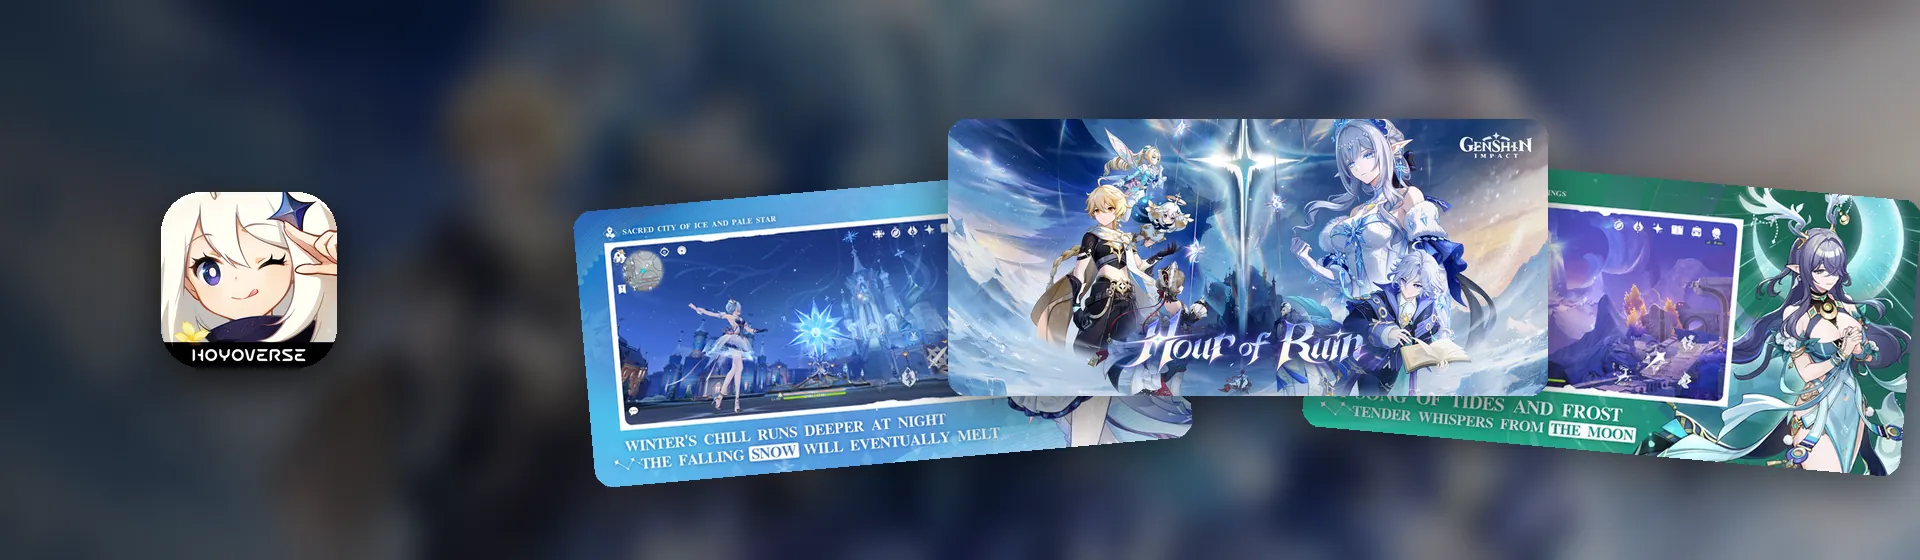 HOYOVERSE
SACRED CITY OF ICE AND PALE STAR
WINTER'S CHILL RUNS DEEPER AT NIGHT
THE FALLING SNOW WILL EVENTUALLY MELT
GENSHIN
IMPACT
Hour of Ruin
OF TIDES AND FROST
TENDER WHISPERS FROM THE MOON